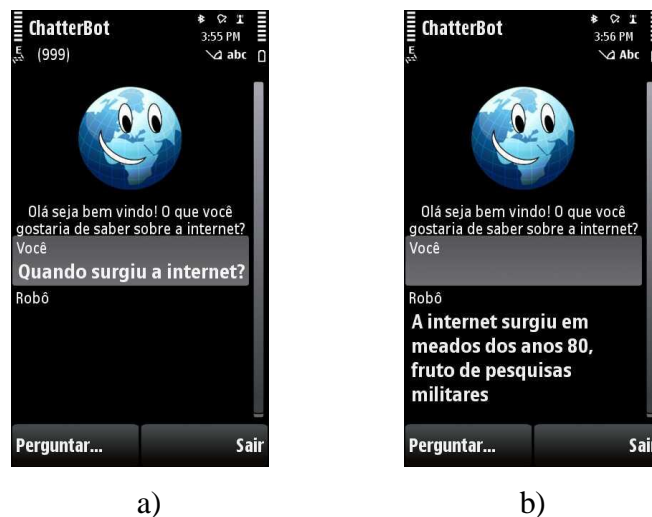 ChatterBot
3:55 PM
(999)
abc
Olá seja bem vindo! O que você
gostaria de saber sobre a internet?
Você
Quando surgiu a internet?
Robô
Perguntar...
Sair
a)
ChatterBot
3:56 PM
E
Abc
Olá seja bem vindo! O que você
gostaria de saber sobre a internet?
Você
Robô
A internet surgiu em
meados dos anos 80,
fruto de pesquisas
militares
Perguntar...
Sai
b)